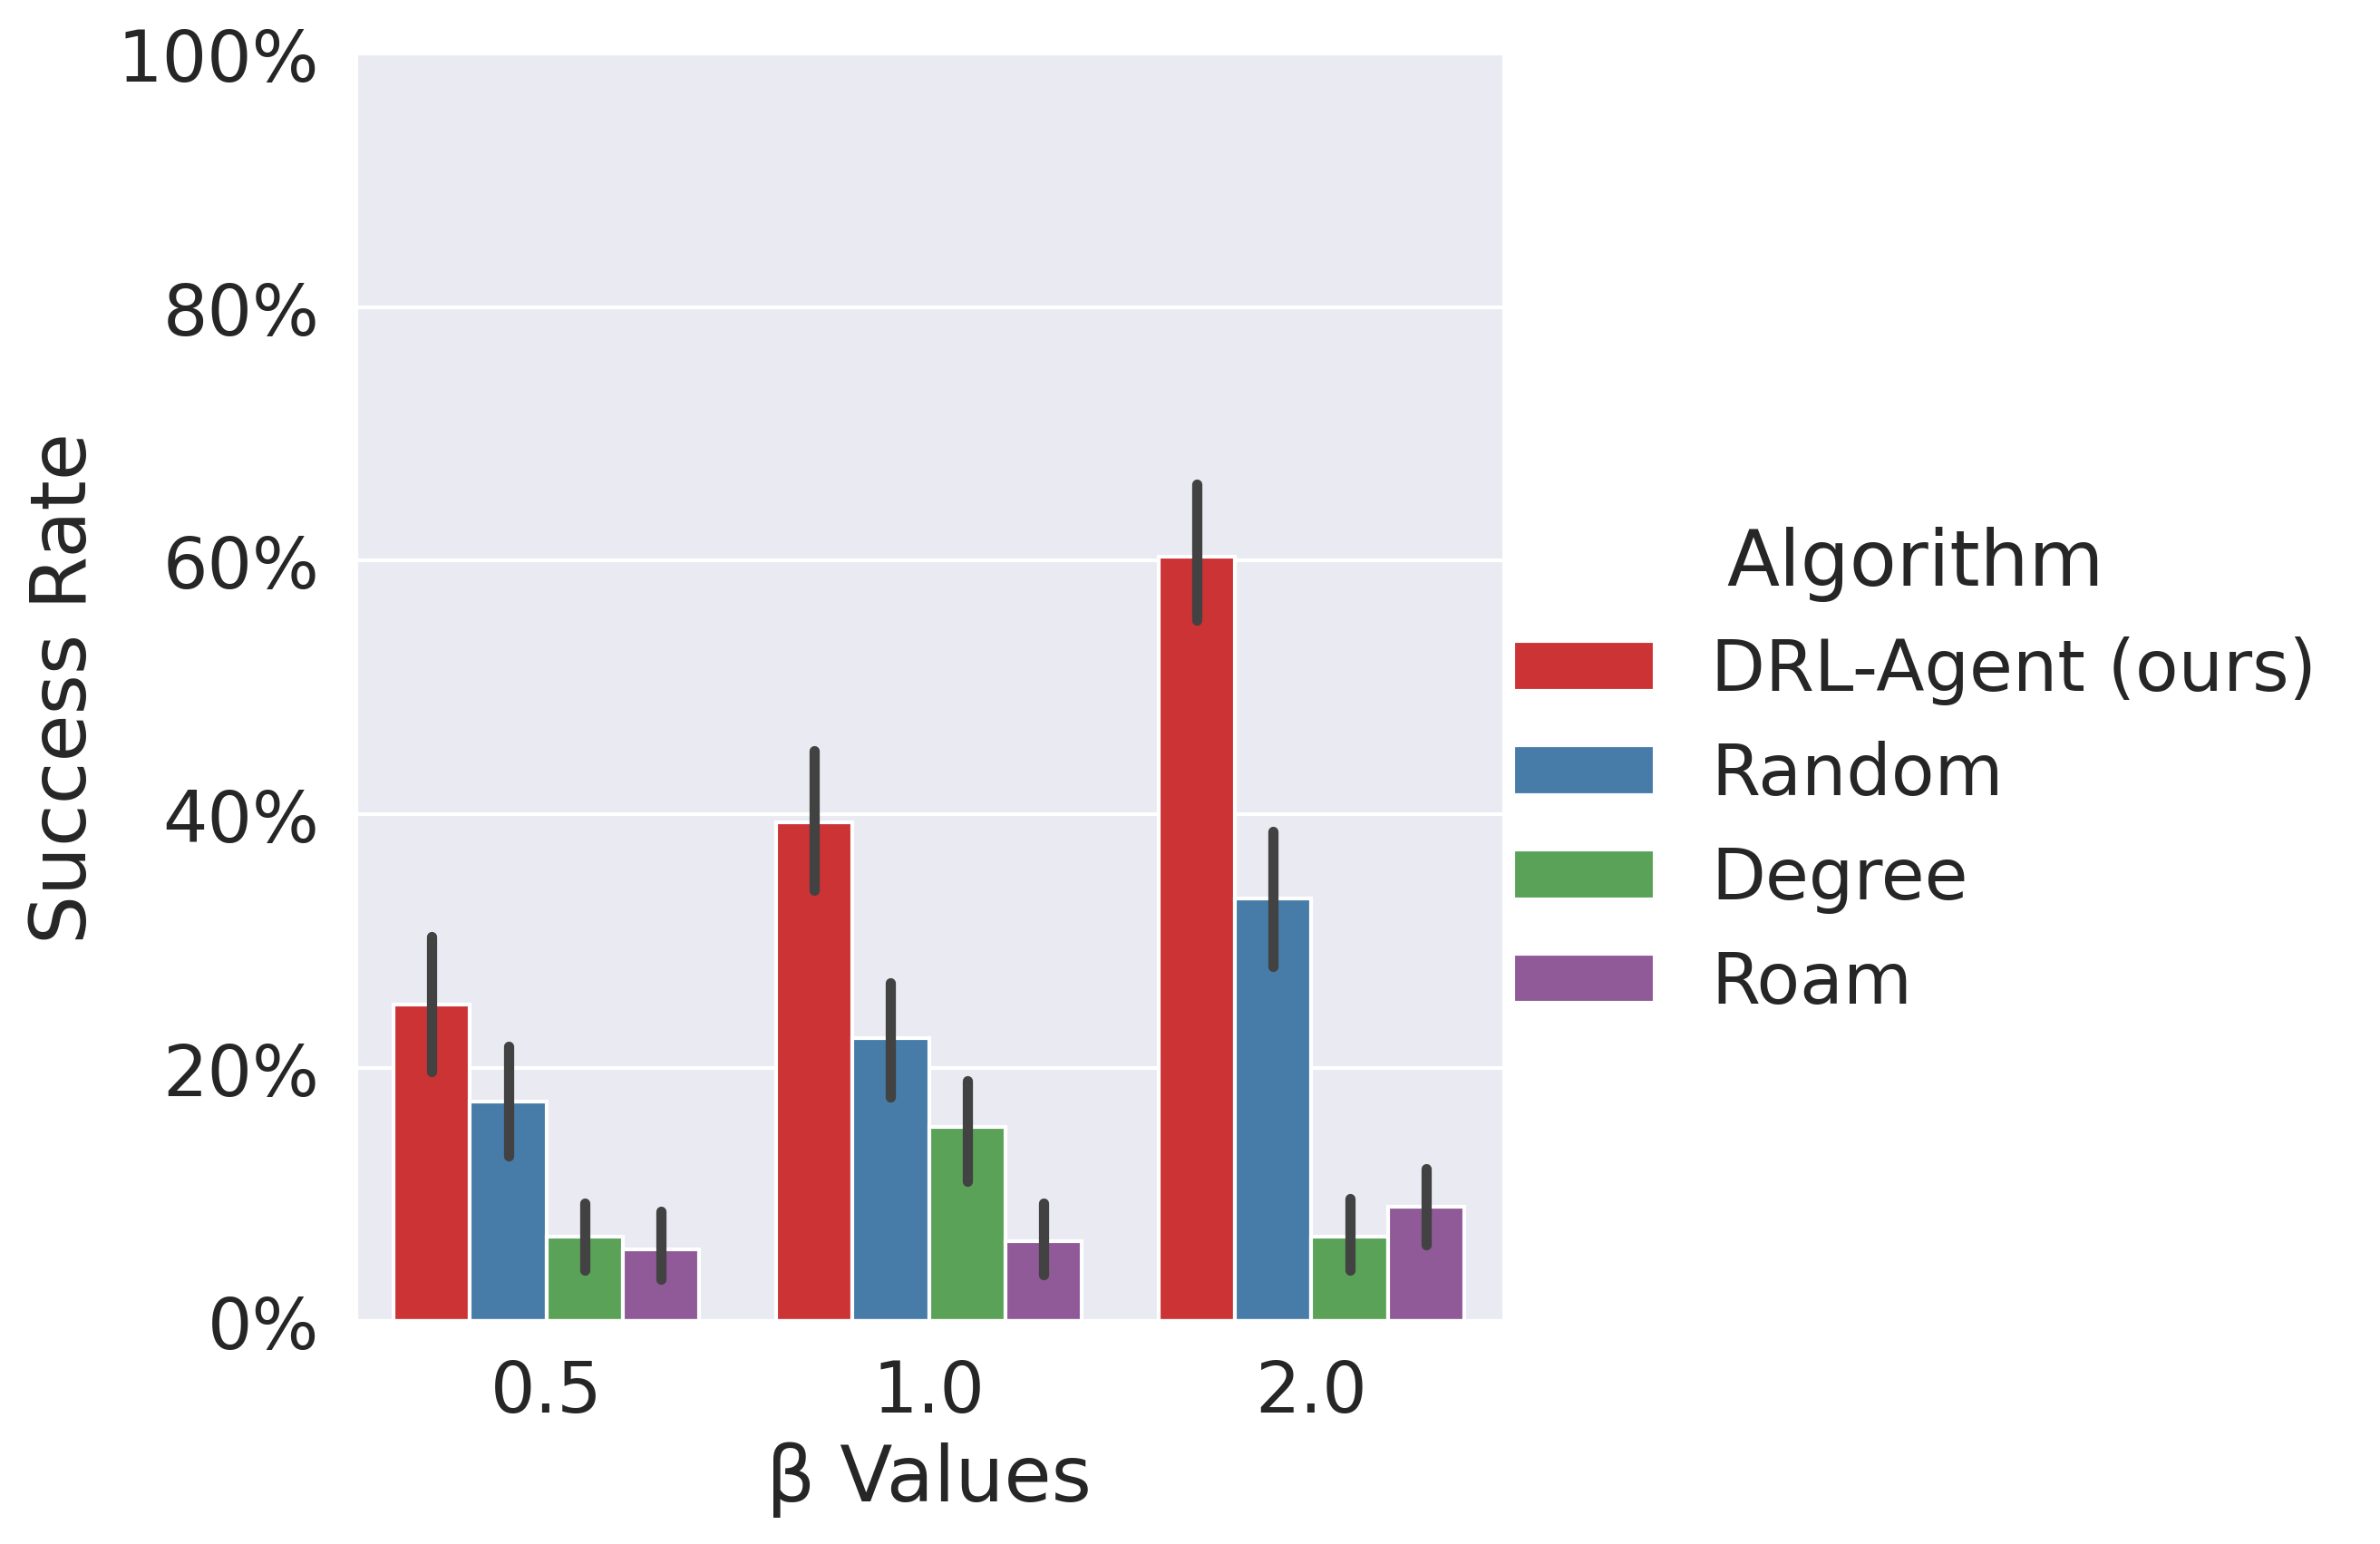 100%
80%
60%
40%
20%
0%
Success Rate
0.5 1.0 2.0
β Values
Algorithm
DRL-Agent (ours)
Random
Degree
Roam